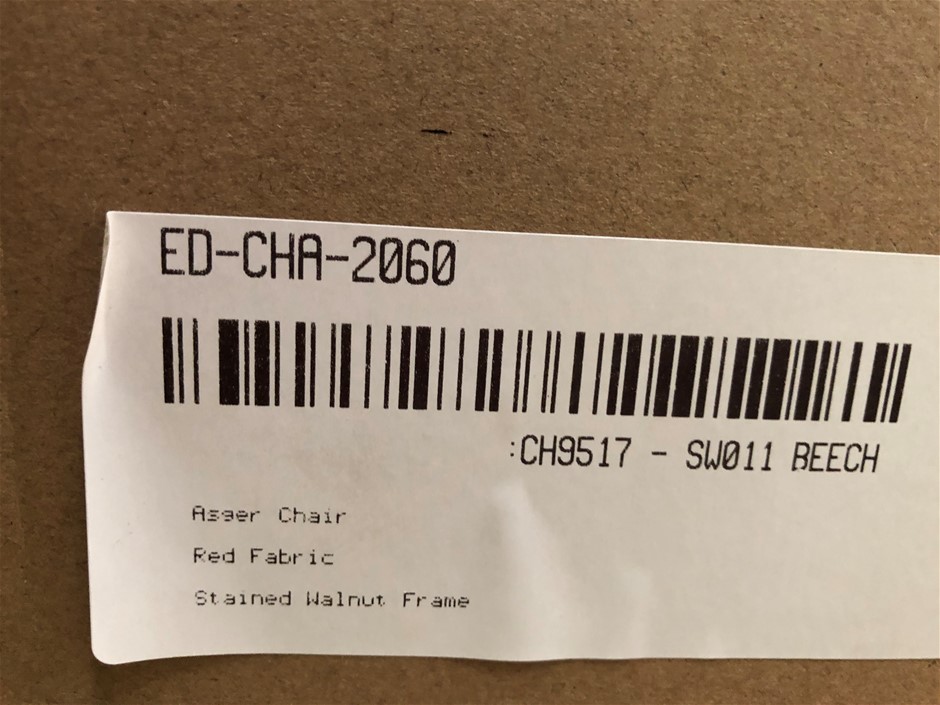 ED-CHA-2060
:CH9517 - SW011 BEECH
Asger Chair
Red Fabric
Stained Walnut Frame